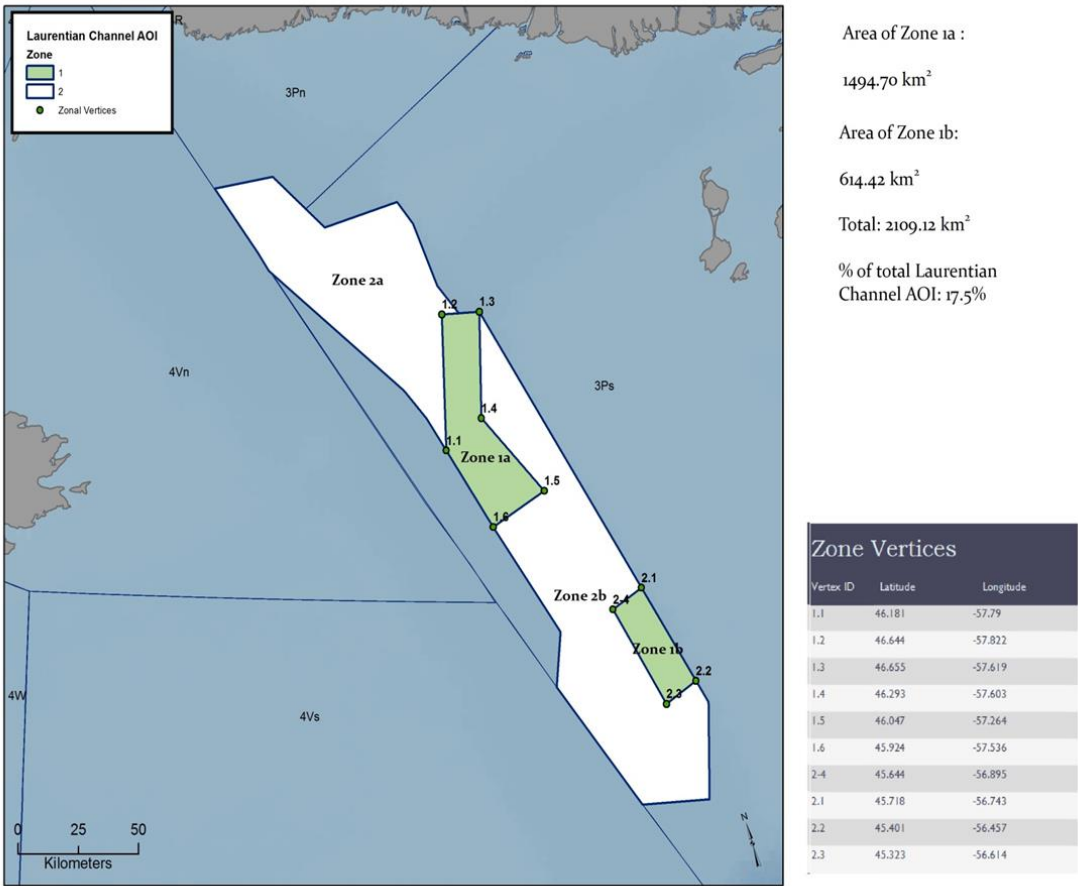 R
Laurentian Channel AOI
Zone
1
2
Zonal Vertices
3Pn
Zone 2a
1.2
1.3
4Vn
3Ps
1.4
1.1
Zone 1a
1.5
1.6
2.1
Zone 2b
2-4
Zone 1b
2.2
2.3
4W
4Vs
0 25 50
Kilometers
N
Area of Zone 1a :
1494.70 km²
Area of Zone 1b:
614.42 km²
Total: 2109.12 km²
% of total Laurentian
Channel AOI: 17.5%
Zone Vertices
Vertex ID Latitude Longitude
1.1 46.181 -57.79
1.2 46.644 -57.822
1.3 46.655 -57.619
1.4 46.293 -57.603
1.5 46.047 -57.264
1.6 45.924 -57.536
2-4 45.644 -56.895
2.1 45.718 -56.743
2.2 45.401 -56.457
2.3 45.323 -56.614